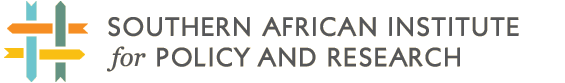 SOUTHERN AFRICAN INSTITUTE
for POLICY AND RESEARCH